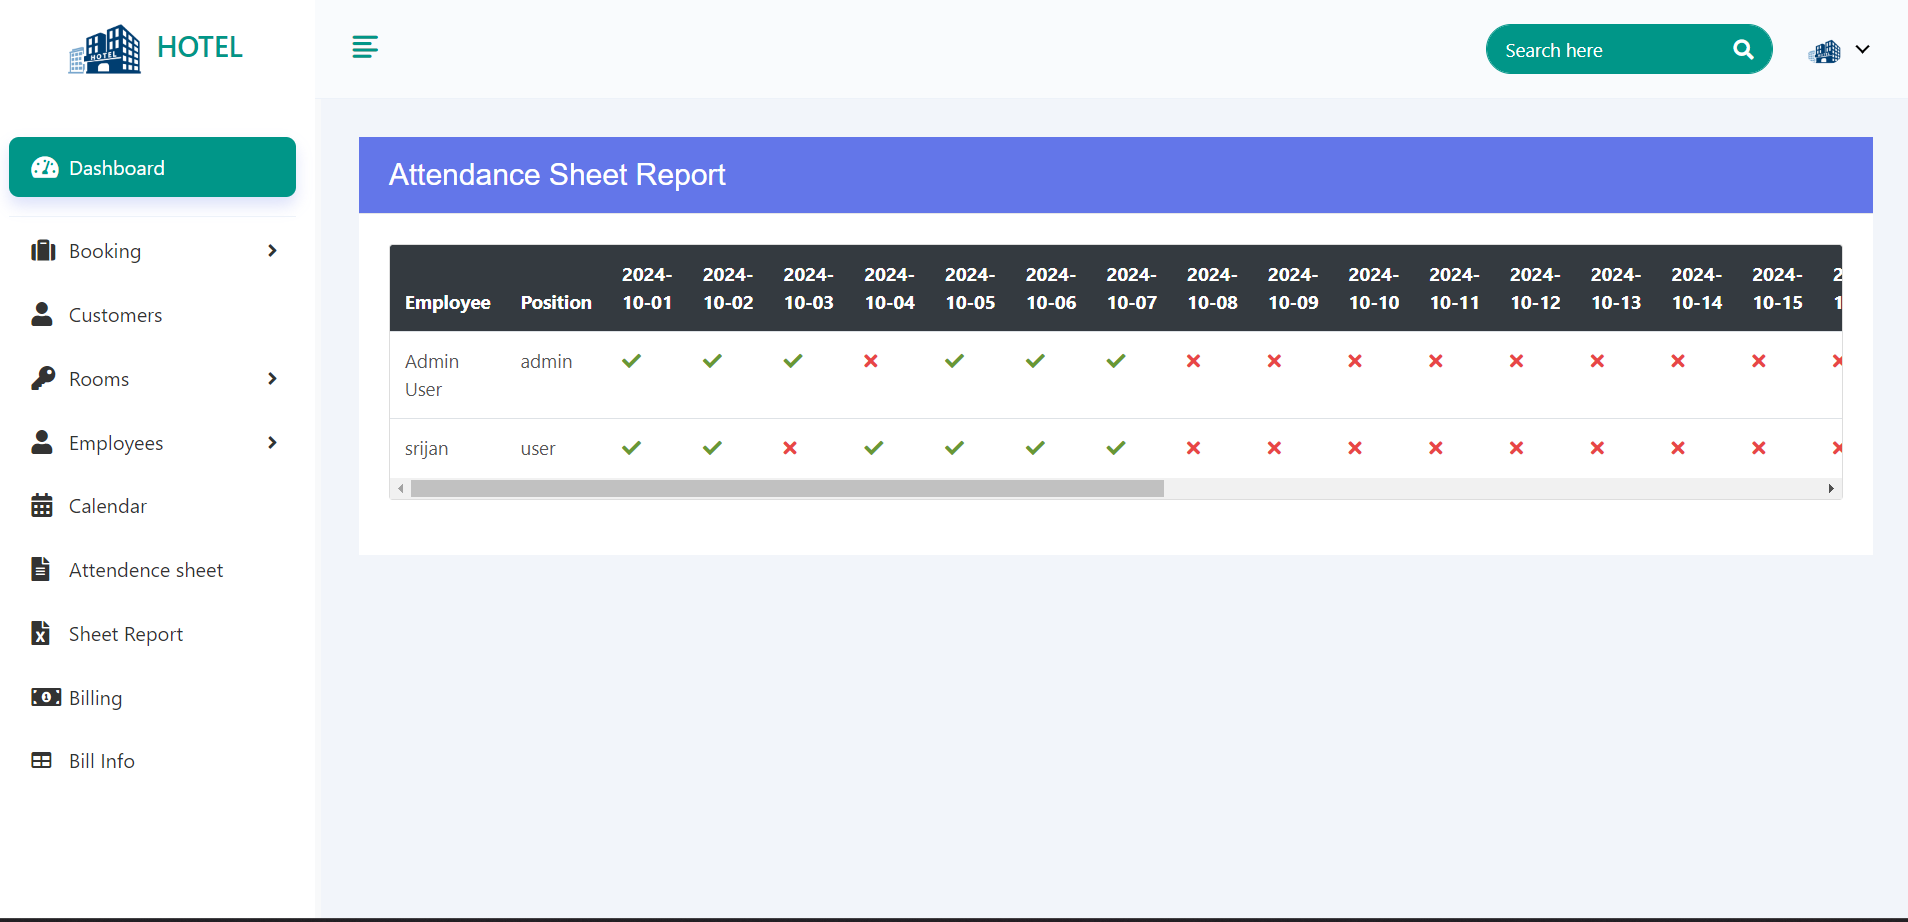 HOTEL
HOTEL
Search here
Dashboard
Booking
Customers
Rooms
Employees
Calendar
Attendence sheet
Sheet Report
Billing
Bill Info
Attendance Sheet Report
Employee Position 2024-10-01 2024-10-02 2024-10-03 2024-10-04 2024-10-05 2024-10-06 2024-10-07 2024-10-08 2024-10-09 2024-10-10 2024-10-11 2024-10-12 2024-10-13 2024-10-14 2024-10-15
Admin User admin
srijan user